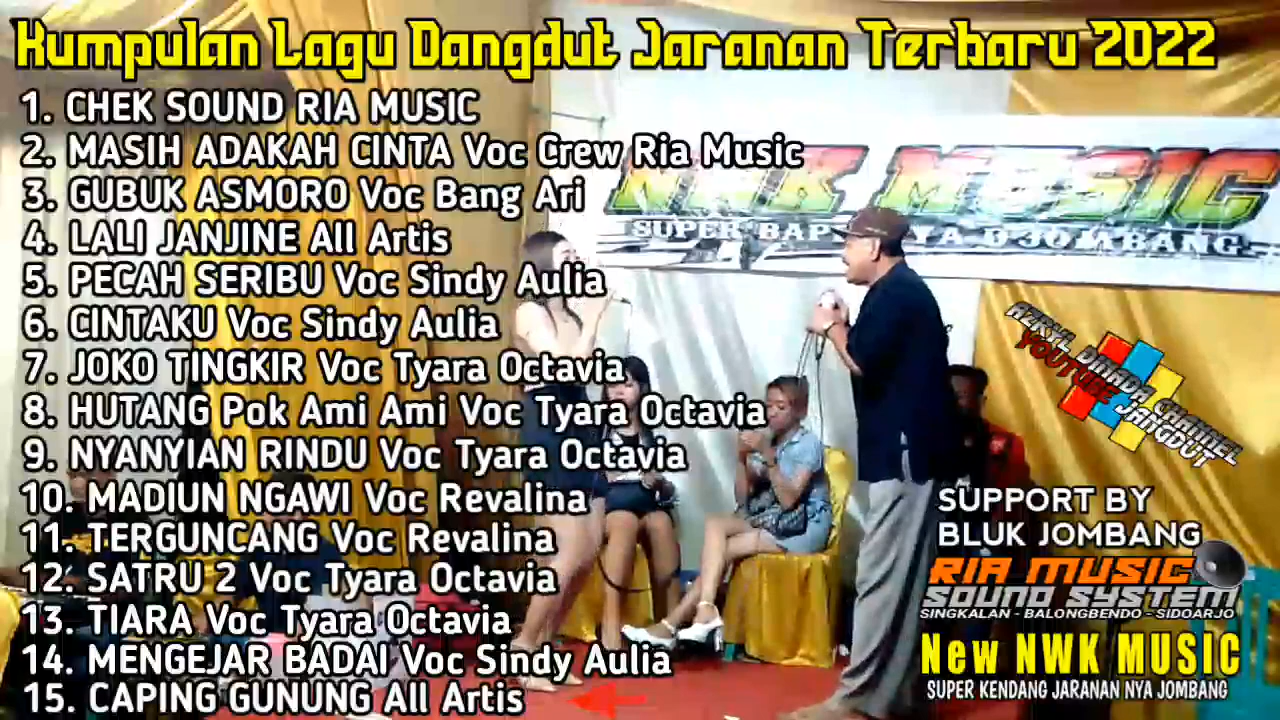 Kumpulan Lagu Dangdut Jaranan Terbaru 2022
1. CHEK SOUND RIA MUSIC
2. MASIH ADAKAH CINTA Voc Crew Ria Music
3. GUBUK ASMORO Voc Bang Ari
4. LALI JANJINE All Artis
5. PECAH SERIBU Voc Sindy Aulia
6. CINTAKU Voc Sindy Aulia
7. JOKO TINGKIR Voc Tyara Octavia
8. HUTANG Pok Ami Ami Voc Tyara Octavia
9. NYANYIAN RINDU Voc Tyara Octavia
10. MADIUN NGAWI Voc Revalina
11. TERGUNCANG Voc Revalina
12. SATRU 2 Voc Tyara Octavia
13. TIARA Voc Tyara Octavia
14. MENGEJAR BADAI Voc Sindy Aulia
15. CAPING GUNUNG All Artis
NWK MUSIC
SUPER JOMBANG
AZRYL DMADA CHANNEL
YOUTUBE JANGDUT
SUPPORT BY
BLUK JOMBANG
RIA MUSIC
SOUND SYSTEM
SINGKALAN - BALONGBENDO - SIDOARJO
New NWK MUSIC
SUPER KENDANG JARANAN NYA JOMBANG